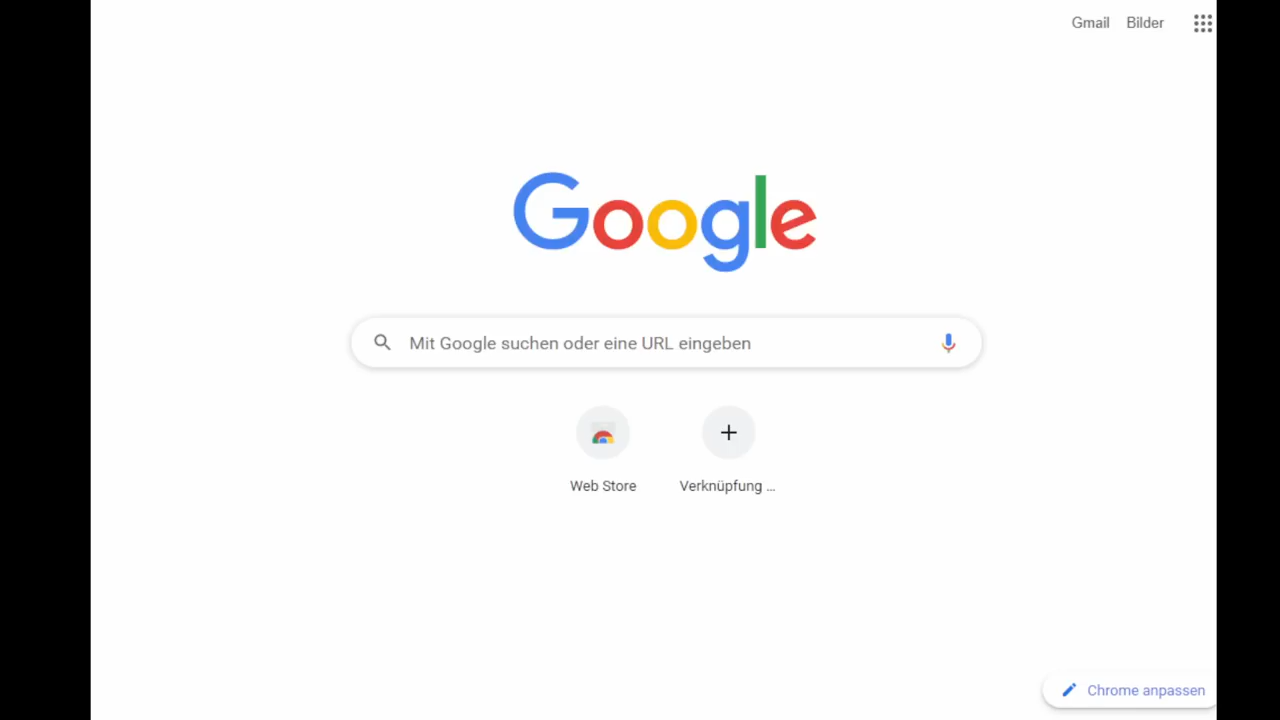 Gmail Bilder
Google
Mit Google suchen oder eine URL eingeben
Web Store Verknüpfung ...
Chrome anpassen